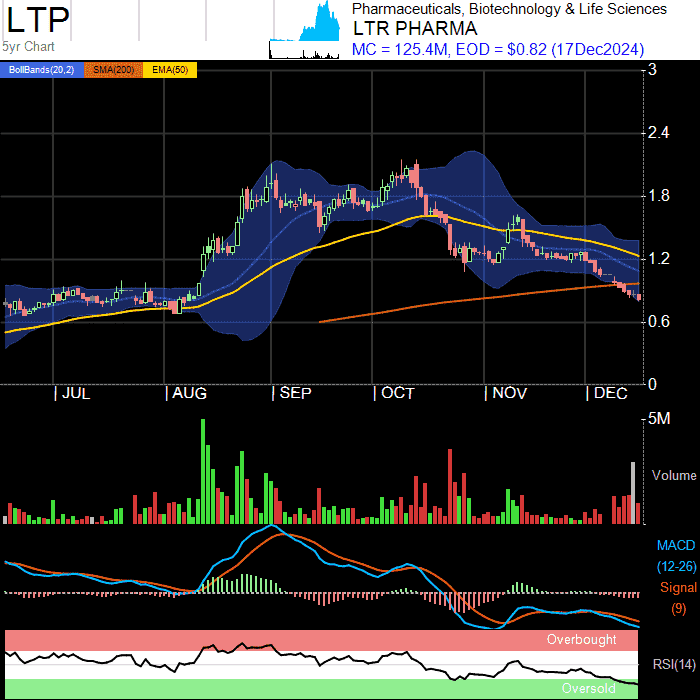 LTP
5yr Chart
Pharmaceuticals, Biotechnology & Life Sciences
LTR PHARMA
MC = 125.4M, EOD = $0.82 (17Dec2024)
BollBands(20,2) SMA(200) EMA(50)
3
2.4
1.8
1.2
0.6
0
JUL AUG SEP OCT NOV DEC
5M
Volume
MACD
(12-26)
Signal
(9)
Overbought
RSI(14)
Oversold